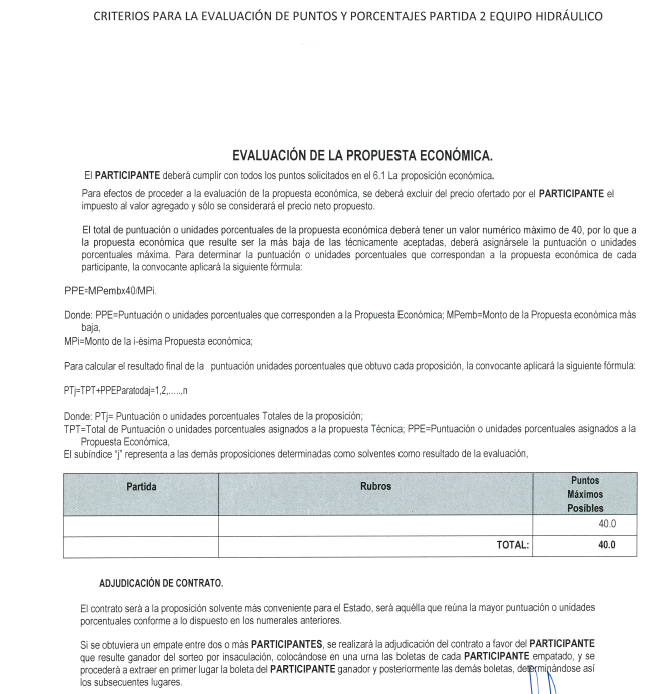 CRITERIOS PARA LA EVALUACIÓN DE PUNTOS Y PORCENTAJES PARTIDA 2 EQUIPO HIDRÁULICO
EVALUACIÓN DE LA PROPUESTA ECONÓMICA.
El PARTICIPANTE deberá cumplir con todos los puntos solicitados en el 6.1 La proposición económica.
Para efectos de proceder a la evaluación de la propuesta económica, se deberá excluir del precio ofertado por el PARTICIPANTE el
impuesto al valor agregado y sólo se considerará el precio neto propuesto.
El total de puntuación o unidades porcentuales de la propuesta económica deberá tener un valor numérico máximo de 40, por lo que a
la propuesta económica que resulte ser la más baja de las técnicamente aceptadas, deberá asignársele la puntuación o unidades
porcentuales máxima. Para determinar la puntuación o unidades porcentuales que correspondan a la propuesta económica de cada
participante, la convocante aplicará la siguiente fórmula:
PPE=MPembx40/MPi.
Donde: PPE=Puntuación o unidades porcentuales que corresponden a la Propuesta Económica; MPemb=Monto de la Propuesta económica más
baja,
MPi=Monto de la i-ésima Propuesta económica;
Para calcular el resultado final de la puntuación unidades porcentuales que obtuvo cada proposición, la convocante aplicará la siguiente fórmula:
PTj=TPT+PPEParatodaj=1,2,.....,n
Donde: PTj= Puntuación o unidades porcentuales Totales de la proposición;
TPT=Total de Puntuación o unidades porcentuales asignados a la propuesta Técnica; PPE=Puntuación o unidades porcentuales asignados a la
Propuesta Económica,
El subíndice "j" representa a las demás proposiciones determinadas como solventes como resultado de la evaluación,
Partida Rubros Puntos
Máximos
Posibles
40.0
TOTAL: 40.0
ADJUDICACIÓN DE CONTRATO.
El contrato será a la proposición solvente más conveniente para el Estado, será aquélla que reúna la mayor puntuación o unidades
porcentuales conforme a lo dispuesto en los numerales anteriores.
Si se obtuviera un empate entre dos o más PARTICIPANTES, se realizará la adjudicación del contrato a favor del PARTICIPANTE
que resulte ganador del sorteo por insaculación, colocándose en una urna las boletas de cada PARTICIPANTE empatado, y se
procederá a extraer en primer lugar la boleta del PARTICIPANTE ganador y posteriormente las demás boletas, determinándose así
los subsecuentes lugares.